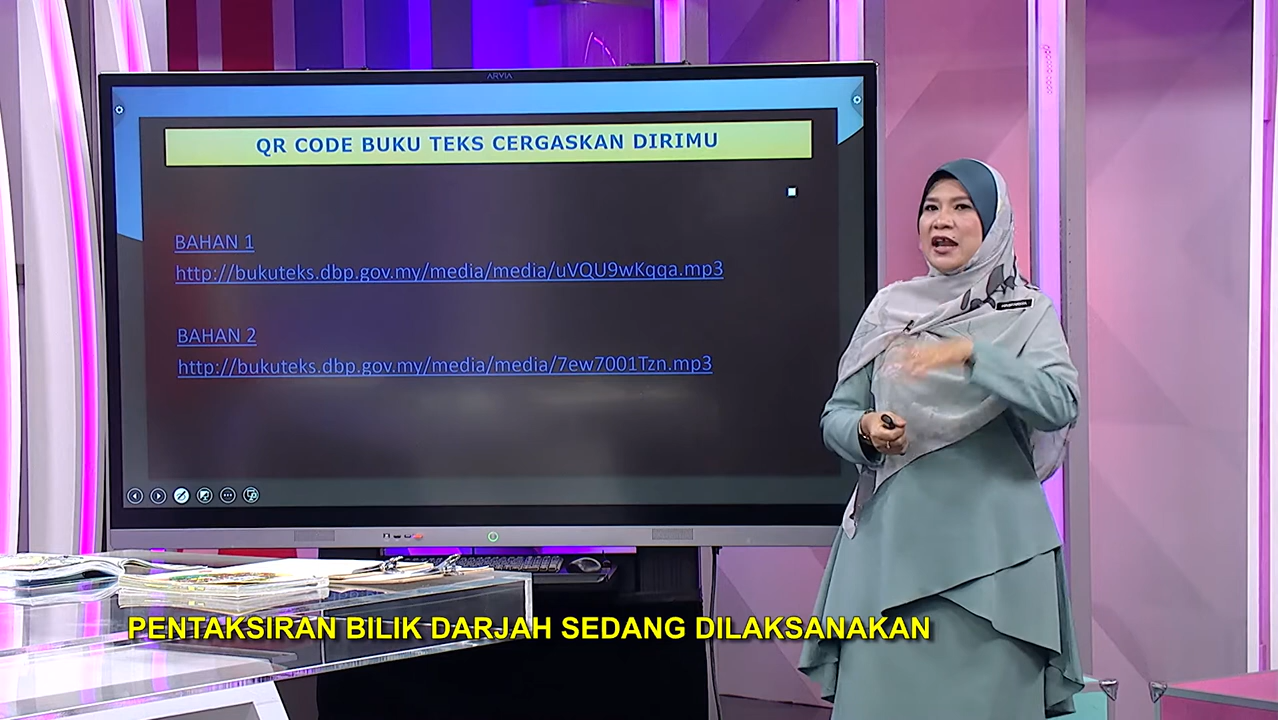 ARVIA
QR CODE BUKU TEKS CERGASKAN DIRIMU
BAHAN 1
http://bukuteks.dbp.gov.my/media/media/uVQU9wKqqa.mp3
BAHAN 2
http://bukuteks.dbp.gov.my/media/media/7ew7001Tzn.mp3
PENTAKSIRAN BILIK DARJAH SEDANG DILAKSANAKAN